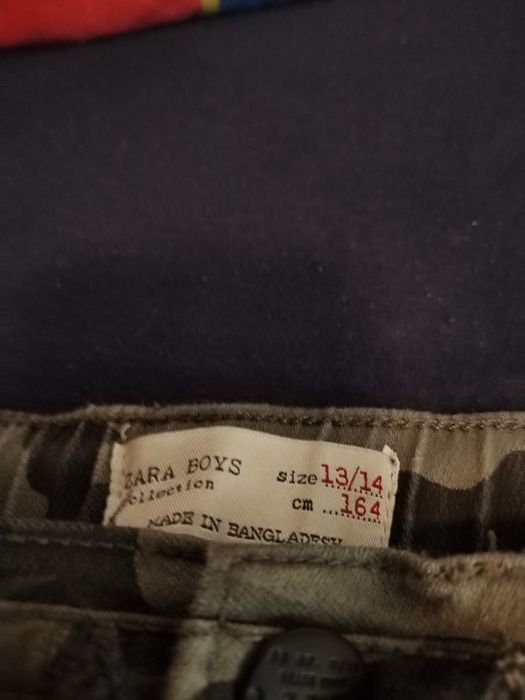 ZARA BOYS
collection
size 13/14
cm 164
MADE IN BANGLADESH